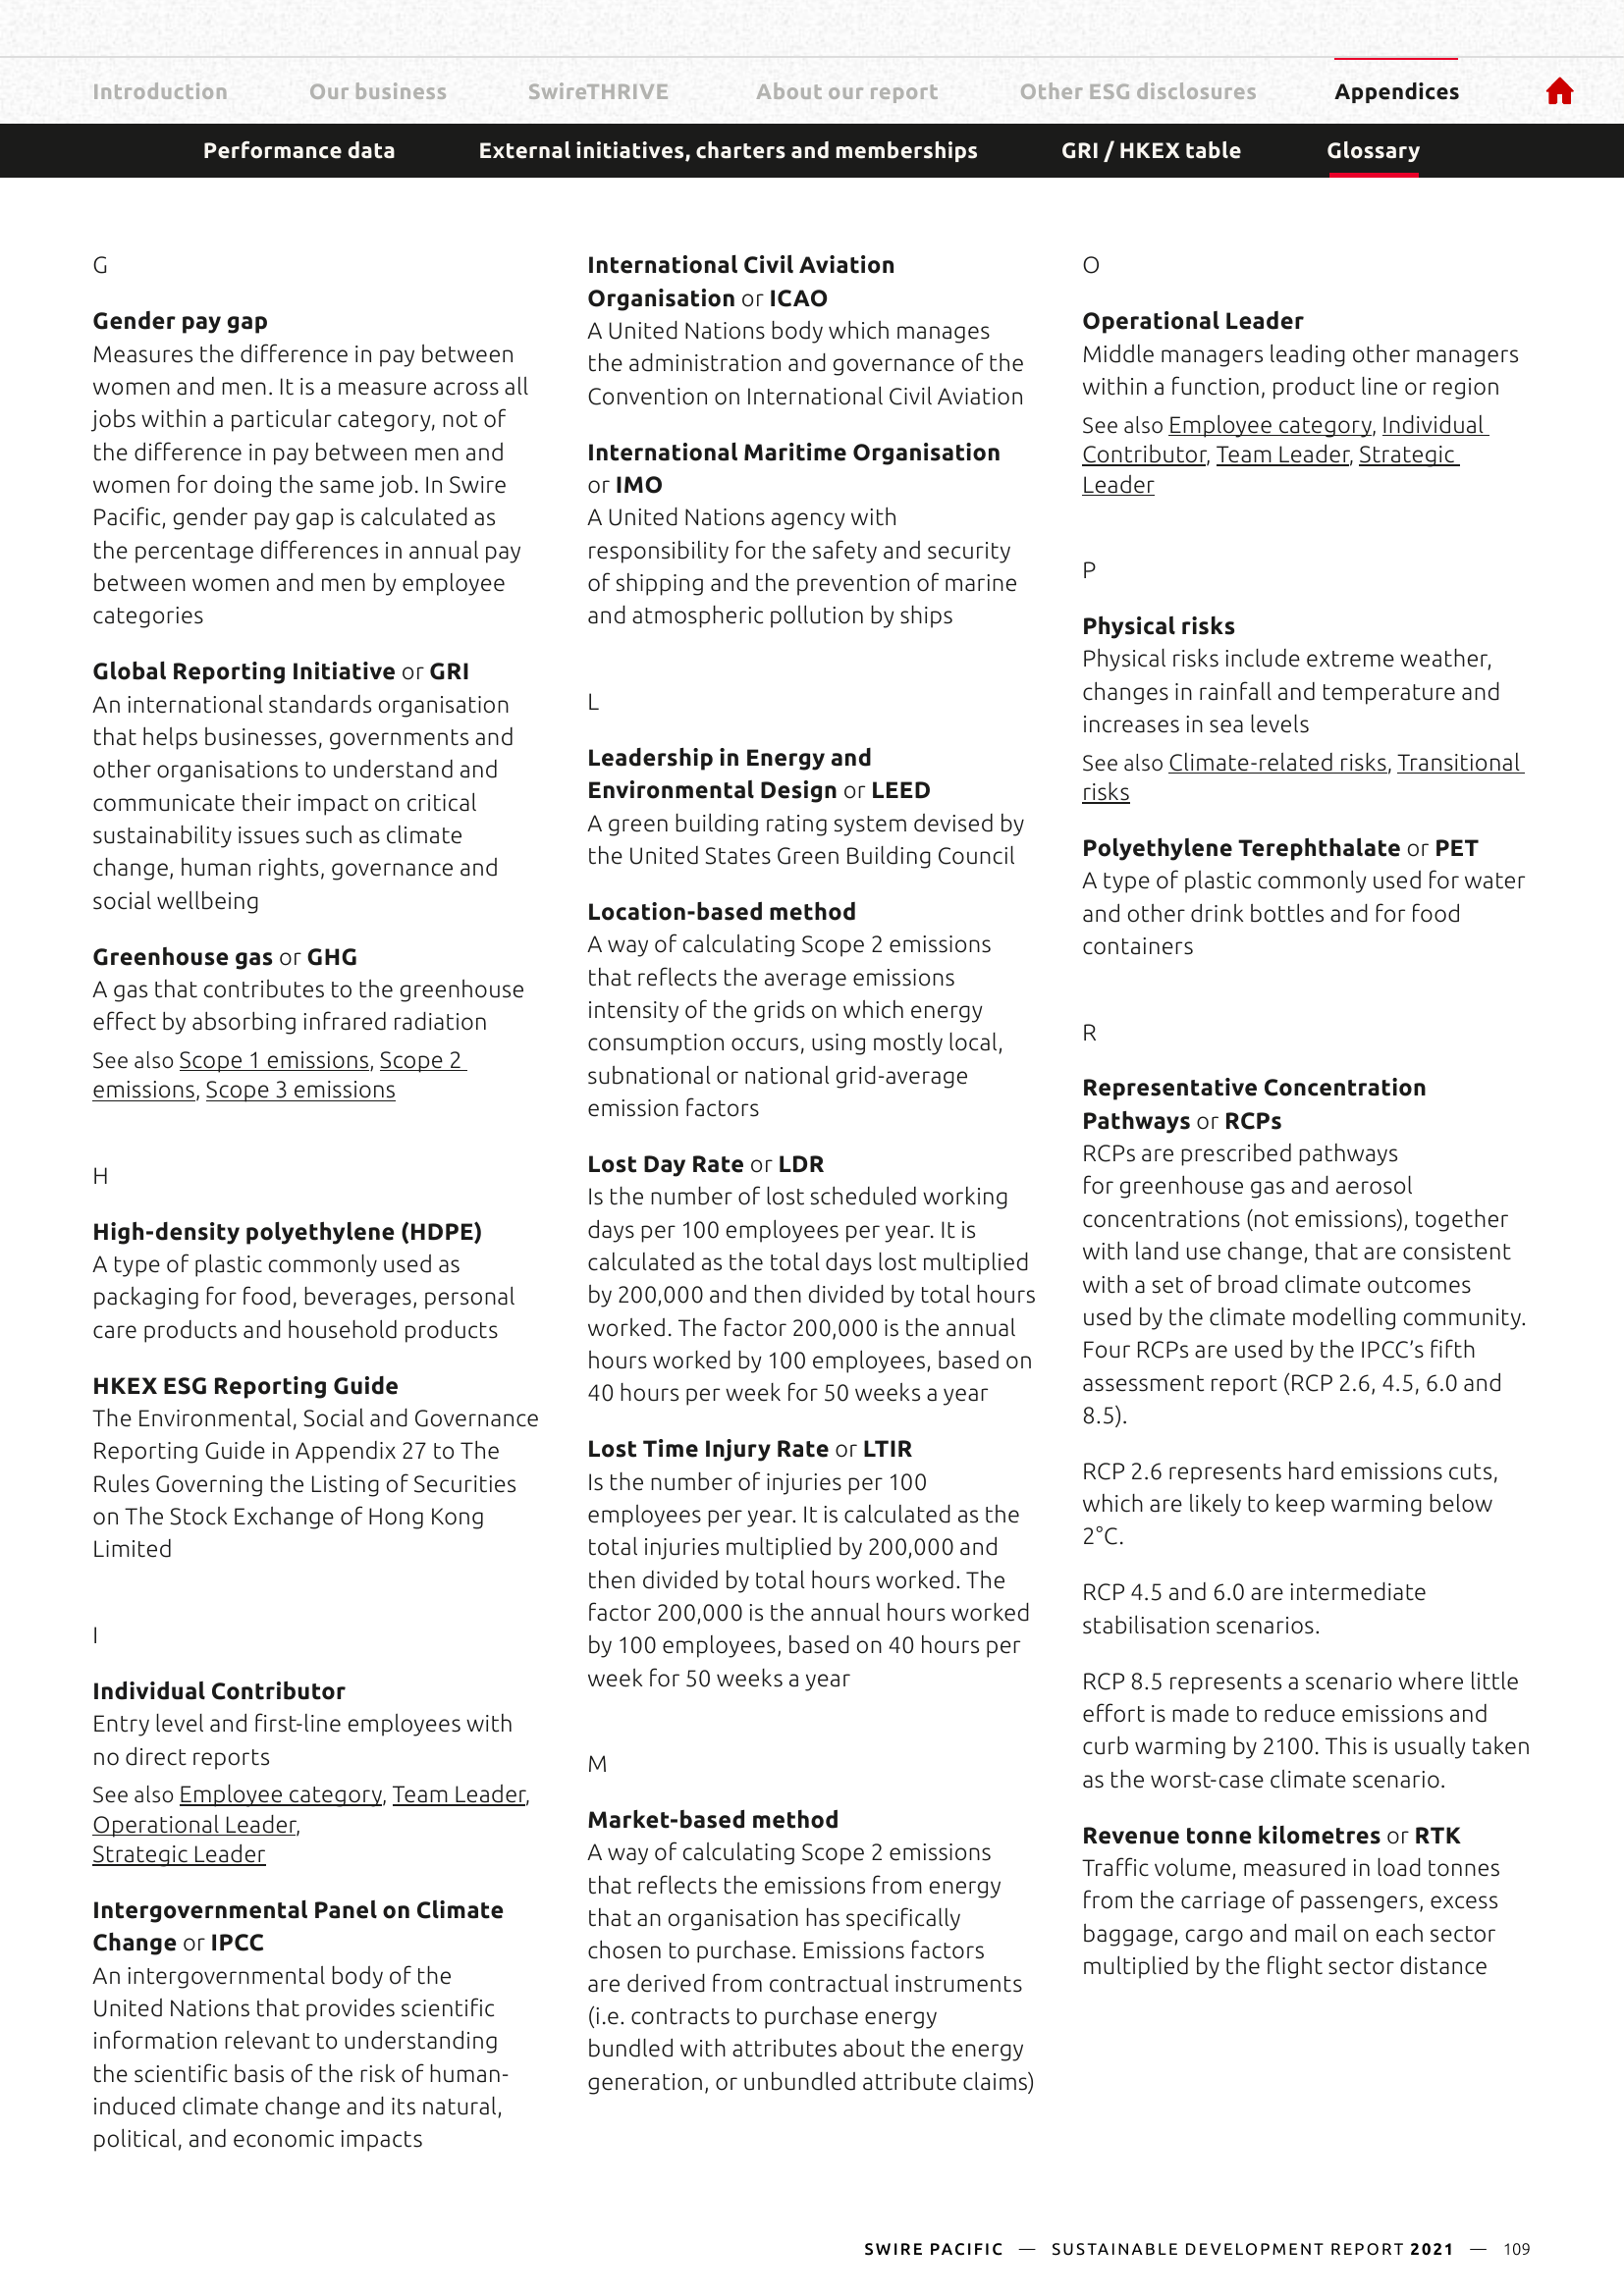 Introduction
Our business
SwireTHRIVE
About our report
Other ESG disclosures
Appendices
Performance data
External initiatives, charters and memberships
GRI / HKEX table
Glossary
G
Gender pay gap
Measures the difference in pay between
women and men. It is a measure across all
jobs within a particular category, not of
the difference in pay between men and
women for doing the same job. In Swire
Pacific, gender pay gap is calculated as
the percentage differences in annual pay
between women and men by employee
categories
Global Reporting Initiative or GRI
An international standards organisation
that helps businesses, governments and
other organisations to understand and
communicate their impact on critical
sustainability issues such as climate
change, human rights, governance and
social wellbeing
Greenhouse gas or GHG
A gas that contributes to the greenhouse
effect by absorbing infrared radiation
See also Scope 1 emissions, Scope 2
emissions, Scope 3 emissions
H
High-density polyethylene (HDPE)
A type of plastic commonly used as
packaging for food, beverages, personal
care products and household products
HKEX ESG Reporting Guide
The Environmental, Social and Governance
Reporting Guide in Appendix 27 to The
Rules Governing the Listing of Securities
on The Stock Exchange of Hong Kong
Limited
I
Individual Contributor
Entry level and first-line employees with
no direct reports
See also Employee category, Team Leader,
Operational Leader,
Strategic Leader
Intergovernmental Panel on Climate
Change or IPCC
An intergovernmental body of the
United Nations that provides scientific
information relevant to understanding
the scientific basis of the risk of human-
induced climate change and its natural,
political, and economic impacts
International Civil Aviation
Organisation or ICAO
A United Nations body which manages
the administration and governance of the
Convention on International Civil Aviation
International Maritime Organisation
or IMO
A United Nations agency with
responsibility for the safety and security
of shipping and the prevention of marine
and atmospheric pollution by ships
L
Leadership in Energy and
Environmental Design or LEED
A green building rating system devised by
the United States Green Building Council
Location-based method
A way of calculating Scope 2 emissions
that reflects the average emissions
intensity of the grids on which energy
consumption occurs, using mostly local,
subnational or national grid-average
emission factors
Lost Day Rate or LDR
Is the number of lost scheduled working
days per 100 employees per year. It is
calculated as the total days lost multiplied
by 200,000 and then divided by total hours
worked. The factor 200,000 is the annual
hours worked by 100 employees, based on
40 hours per week for 50 weeks a year
Lost Time Injury Rate or LTIR
Is the number of injuries per 100
employees per year. It is calculated as the
total injuries multiplied by 200,000 and
then divided by total hours worked. The
factor 200,000 is the annual hours worked
by 100 employees, based on 40 hours per
week for 50 weeks a year
M
Market-based method
A way of calculating Scope 2 emissions
that reflects the emissions from energy
that an organisation has specifically
chosen to purchase. Emissions factors
are derived from contractual instruments
(i.e. contracts to purchase energy
bundled with attributes about the energy
generation, or unbundled attribute claims)
O
Operational Leader
Middle managers leading other managers
within a function, product line or region
See also Employee category, Individual
Contributor, Team Leader, Strategic
Leader
P
Physical risks
Physical risks include extreme weather,
changes in rainfall and temperature and
increases in sea levels
See also Climate-related risks, Transitional
risks
Polyethylene Terephthalate or PET
A type of plastic commonly used for water
and other drink bottles and for food
containers
R
Representative Concentration
Pathways or RCPs
RCPs are prescribed pathways
for greenhouse gas and aerosol
concentrations (not emissions), together
with land use change, that are consistent
with a set of broad climate outcomes
used by the climate modelling community.
Four RCPs are used by the IPCC’s fifth
assessment report (RCP 2.6, 4.5, 6.0 and
8.5).
RCP 2.6 represents hard emissions cuts,
which are likely to keep warming below
2°C.
RCP 4.5 and 6.0 are intermediate
stabilisation scenarios.
RCP 8.5 represents a scenario where little
effort is made to reduce emissions and
curb warming by 2100. This is usually taken
as the worst-case climate scenario.
Revenue tonne kilometres or RTK
Traffic volume, measured in load tonnes
from the carriage of passengers, excess
baggage, cargo and mail on each sector
multiplied by the flight sector distance
SWIRE PACIFIC — SUSTAINABLE DEVELOPMENT REPORT 2021 — 109